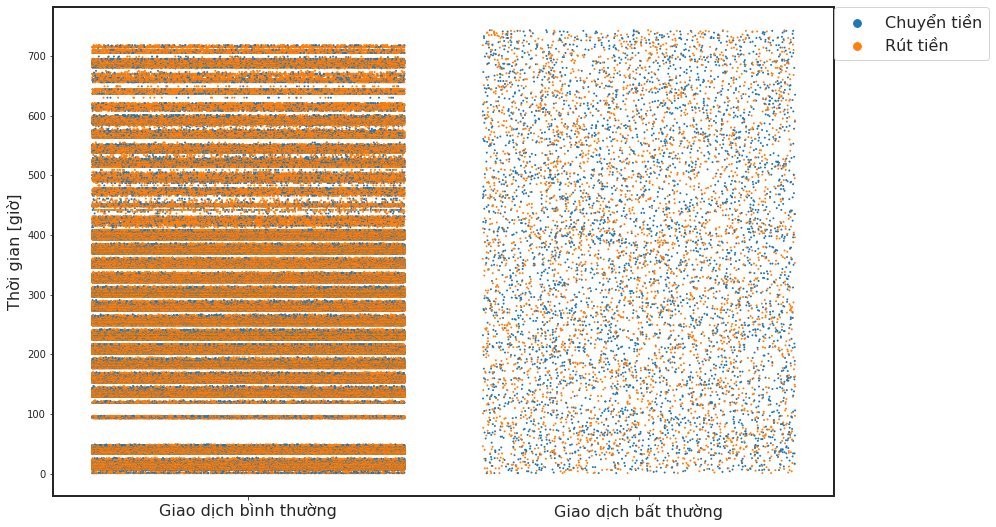 Chuyển tiền
Rút tiền
Thời gian [giờ]
700
600
500
400
300
200
100
0
Giao dịch bình thường
Giao dịch bất thường